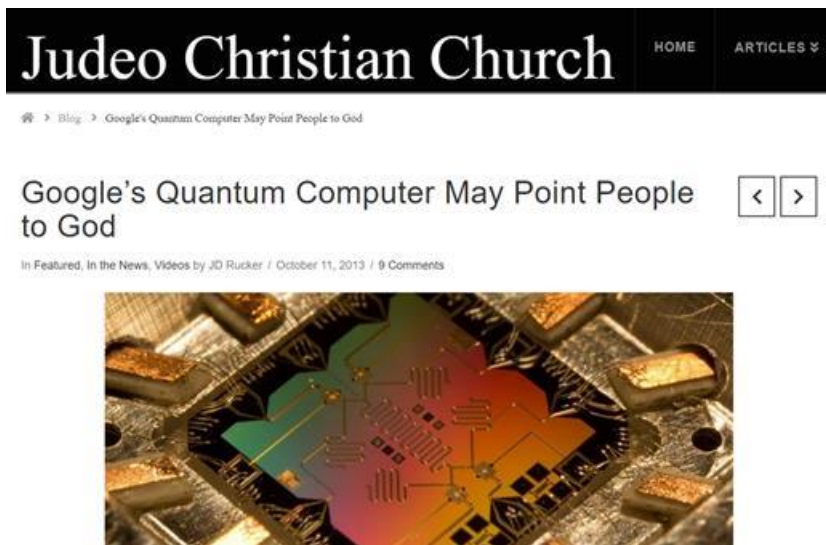 Judeo Christian Church
HOME
ARTICLES
Blog > Google's Quantum Computer May Point People to God
Google's Quantum Computer May Point People
to God
In Featured, In the News, Videos by JD Rucker / October 11, 2013 / 9 Comments